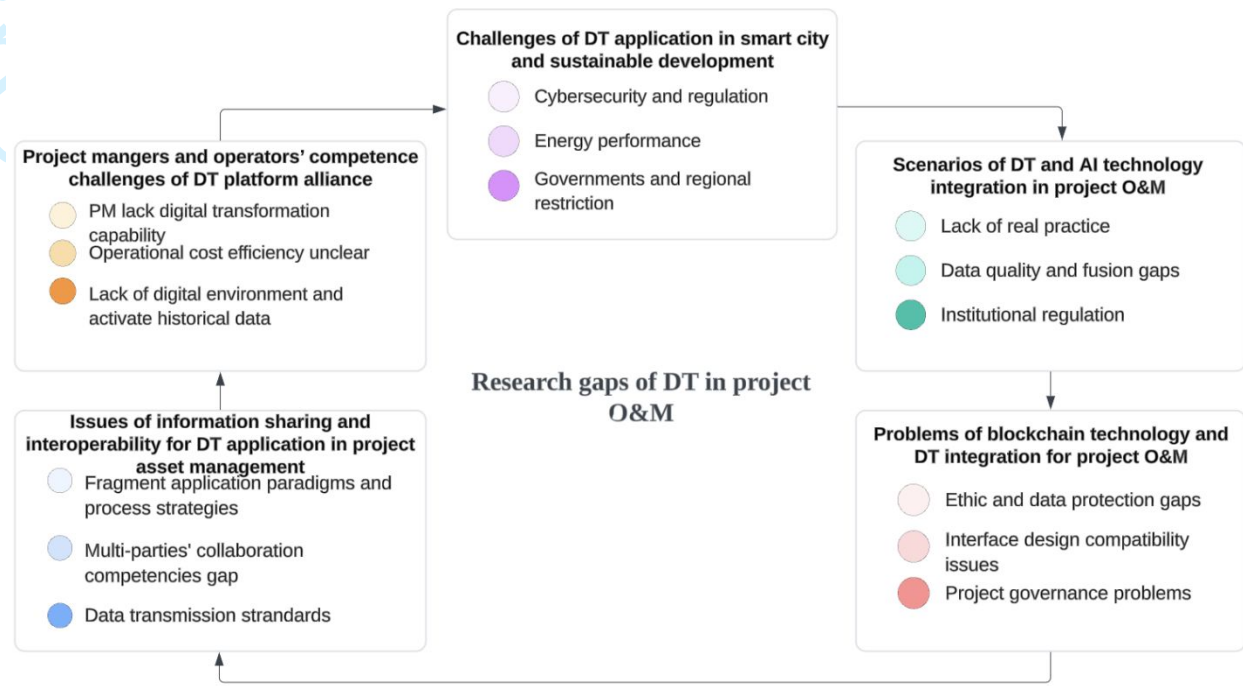 Challenges of DT application in smart city
and sustainable development
Cybersecurity and regulation
Energy performance
Governments and regional
restriction
Project mangers and operators’ competence
challenges of DT platform alliance
PM lack digital transformation
capability
Operational cost efficiency unclear
Lack of digital environment and
activate historical data
Scenarios of DT and AI technology
integration in project O&M
Lack of real practice
Data quality and fusion gaps
Institutional regulation
Research gaps of DT in project
O&M
Issues of information sharing and
interoperability for DT application in project
asset management
Fragment application paradigms and
process strategies
Multi-parties' collaboration
competencies gap
Data transmission strandards
Problems of blockchain technology and
DT integration for project O&M
Ethic and data protection gaps
Interface design compatibility
issues
Project governance problems